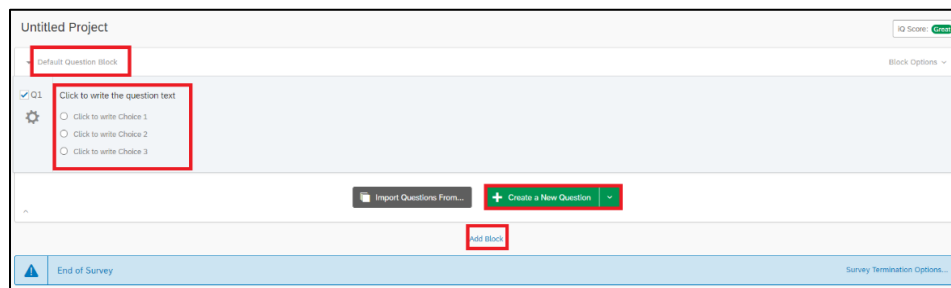 Untitled Project
iQ Score: Great
Default Question Block
Block Options
Q1
Click to write the question text
Click to write Choice 1
Click to write Choice 2
Click to write Choice 3
Import Questions From...
Create a New Question
Add Block
End of Survey
Survey Termination Options...